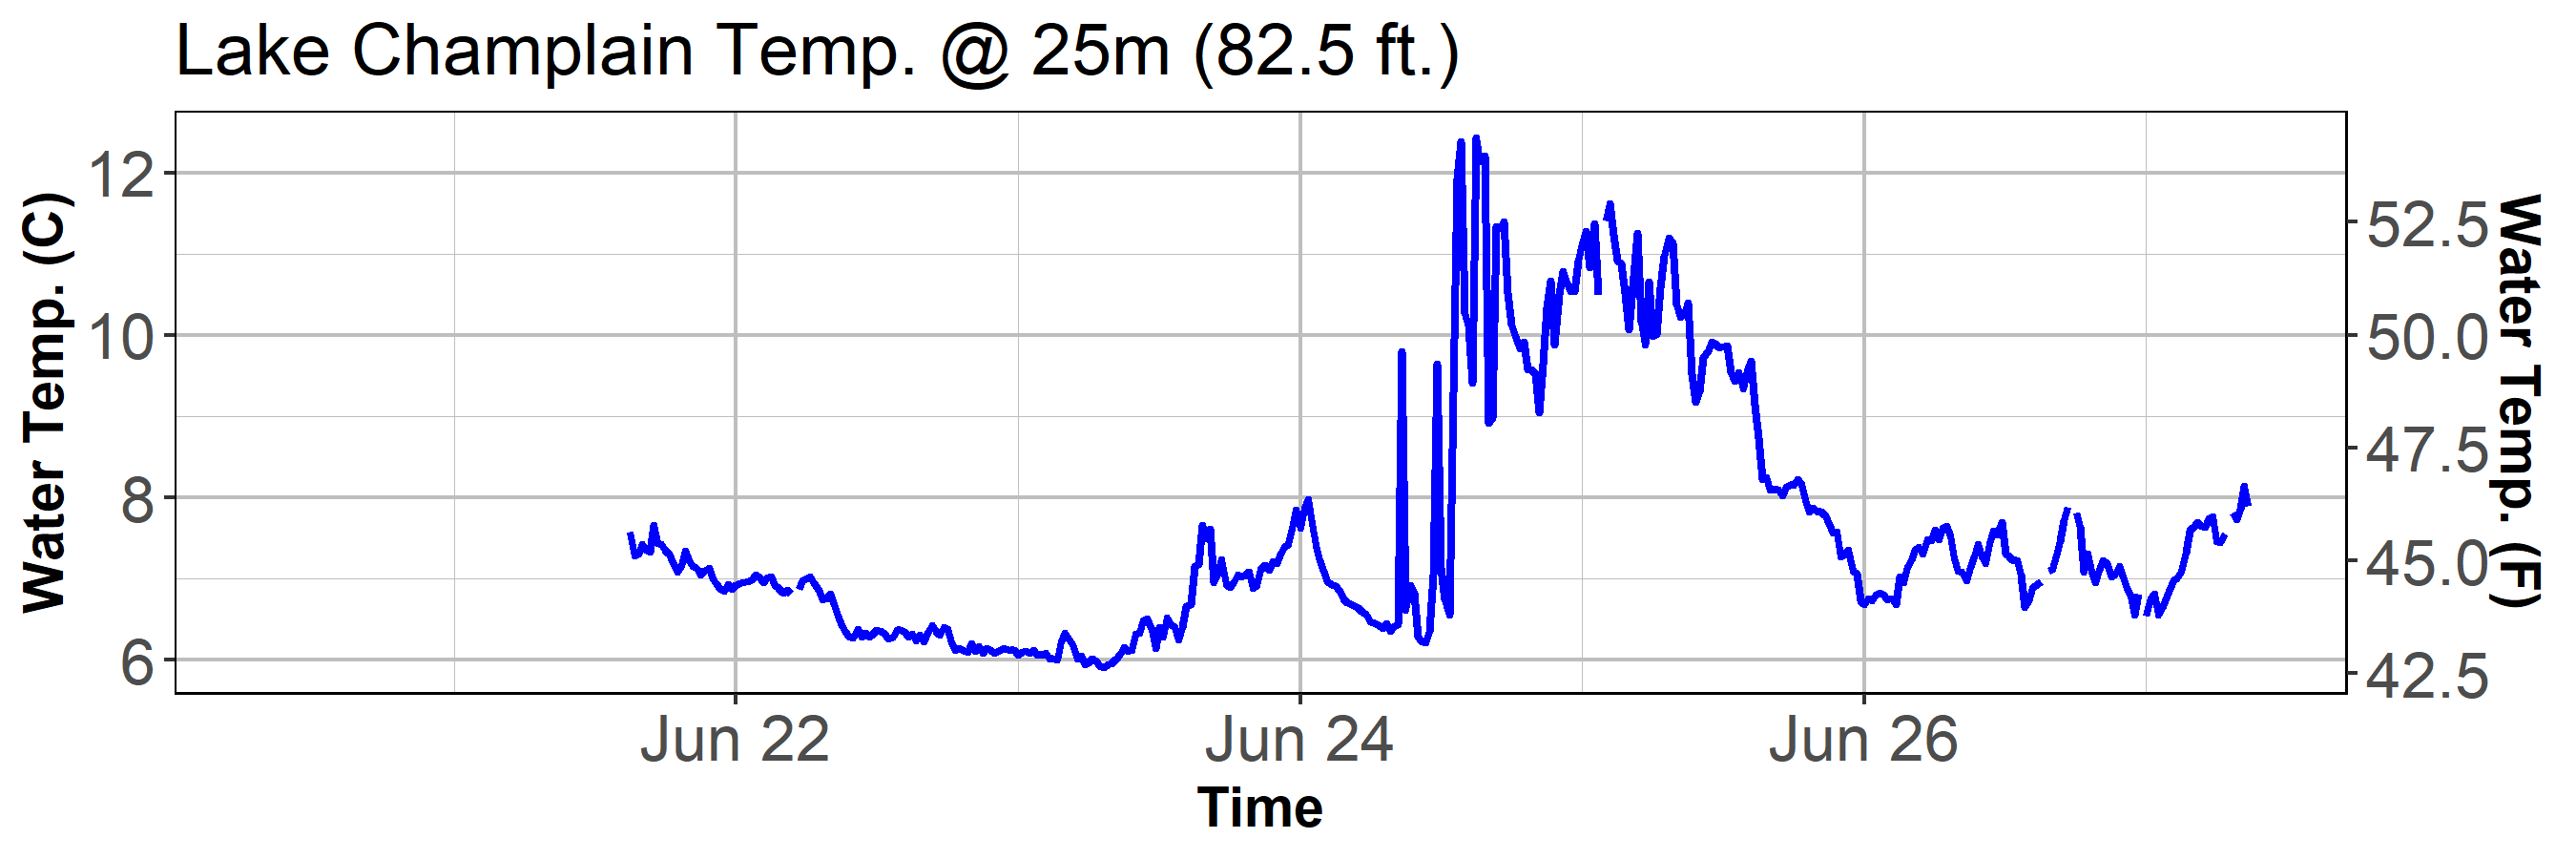 Lake Champlain Temp. @ 25m (82.5 ft.)
Water Temp. (C)
12
10
8
6
52.5
50.0
47.5
45.0
42.5
Water Temp. (F)
Jun 22 Jun 24 Jun 26
Time